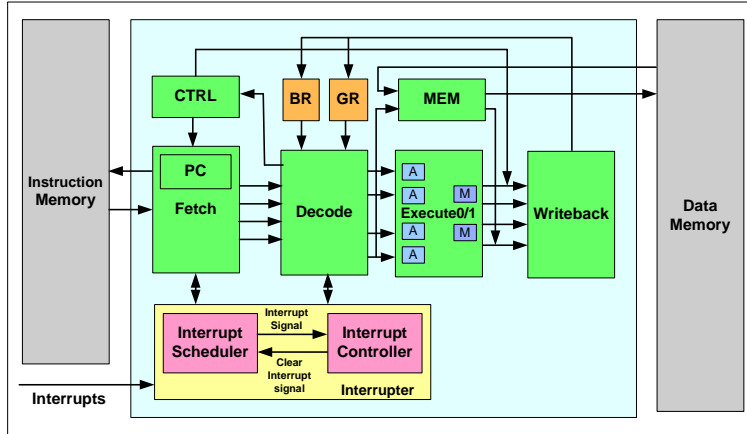 CTRL
BR
GR
MEM
PC
Fetch
Instruction
Memory
Decode
A
A
A
A
M
M
Execute0/1
Writeback
Data
Memory
Interrupt
Scheduler
Interrupt
Signal
Clear
Interrupt
signal
Interrupt
Controller
Interrupter
Interrupts